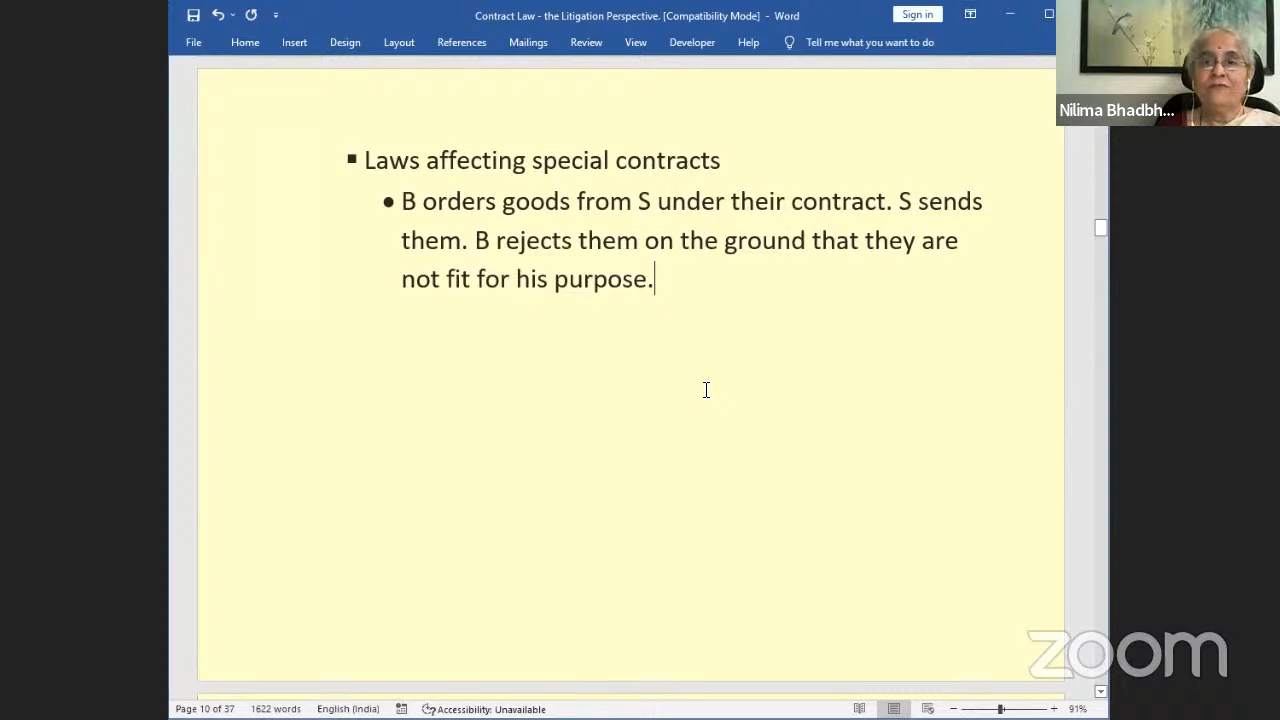 Contract Law - the Litigation Perspective. [Compatibility Mode] - Word
Sign in
File Home Insert Design Layout References Mailings Review View Developer Help Tell me what you want to do
Nilima Bhadbh...
▪ Laws affecting special contracts
• B orders goods from S under their contract. S sends
them. B rejects them on the ground that they are
not fit for his purpose.
zoom
Page 10 of 37 1622 words English (India) Accessibility: Unavailable 91%